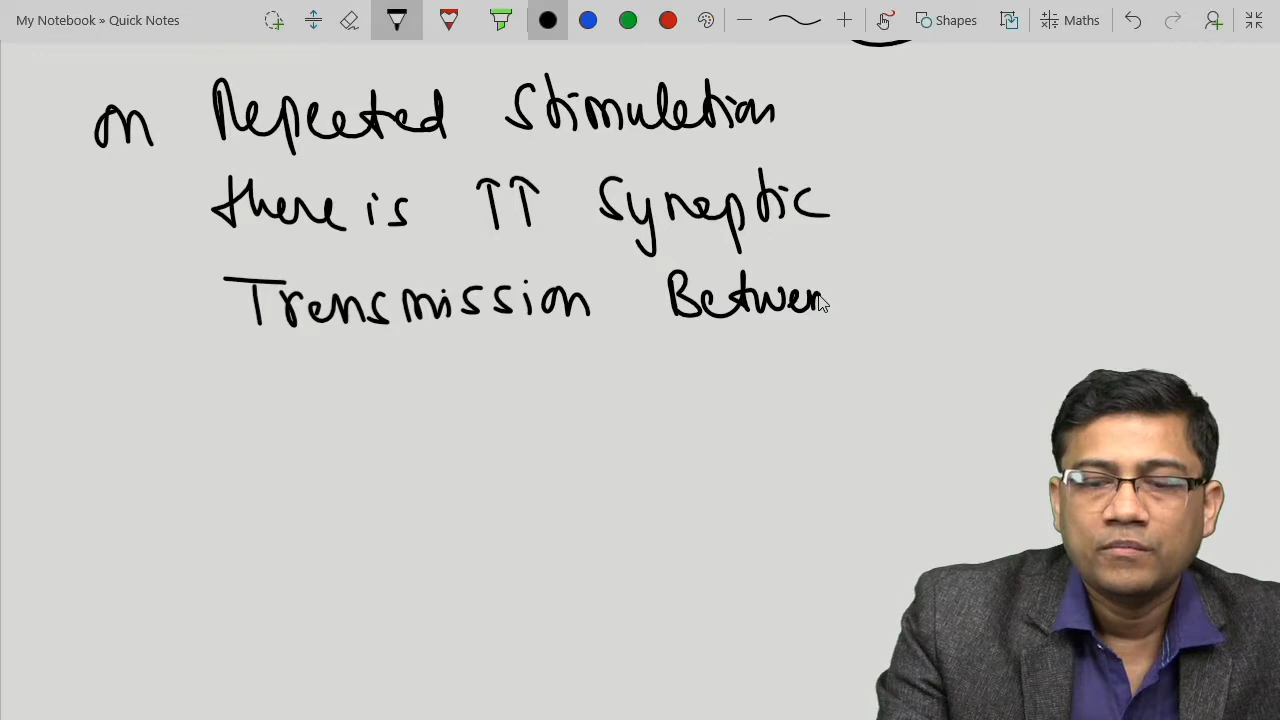 My Notebook » Quick Notes Shapes Maths
on Repeated Stimulation
there is ↑↑ Synaptic
Transmission Between